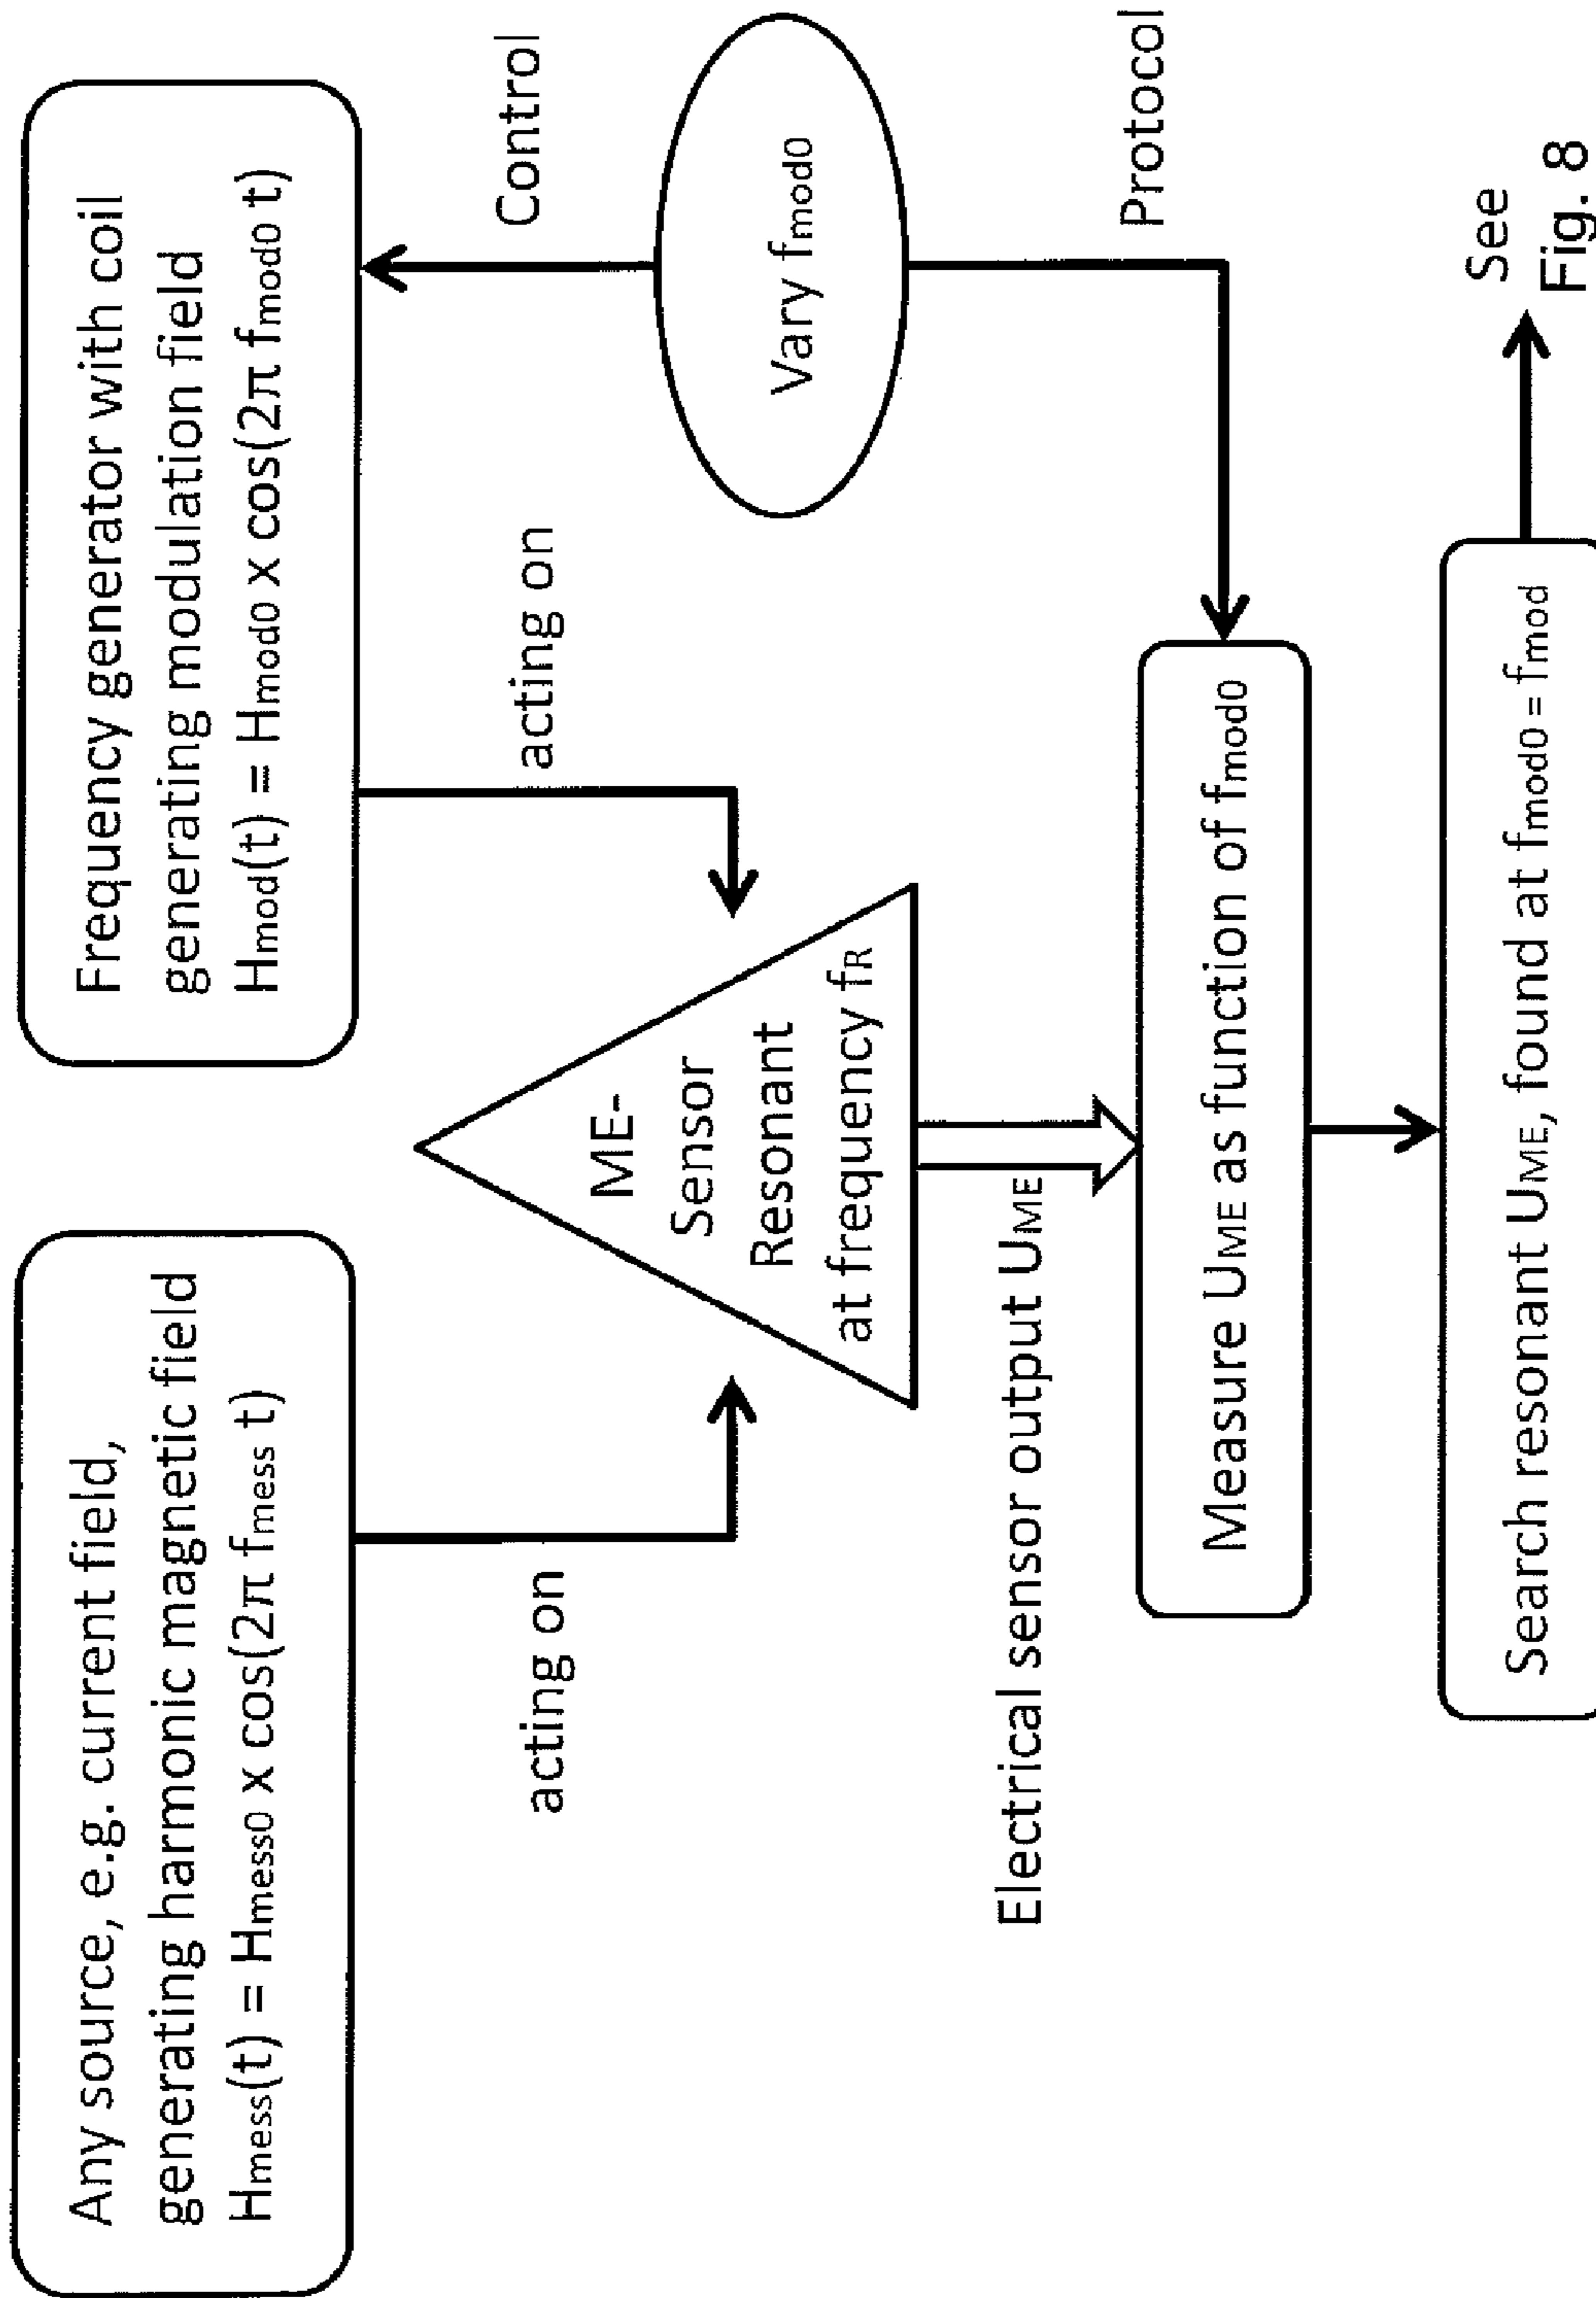 Any source, e.g. current field,
generating harmonic magnetic field
Hmess(t) = Hmess0 x cos(2π fmess t)
Frequency generator with coil
generating modulation field
Hmod(t) = Hmod0 x cos(2π fmod0 t)
acting on
acting on
Control
ME-
Sensor
Resonant
at frequency fR
Vary fmod0
Electrical sensor output UME
Protocol
Measure UME as function of fmod0
Search resonant UME, found at fmod0 = fmod
See
Fig. 8